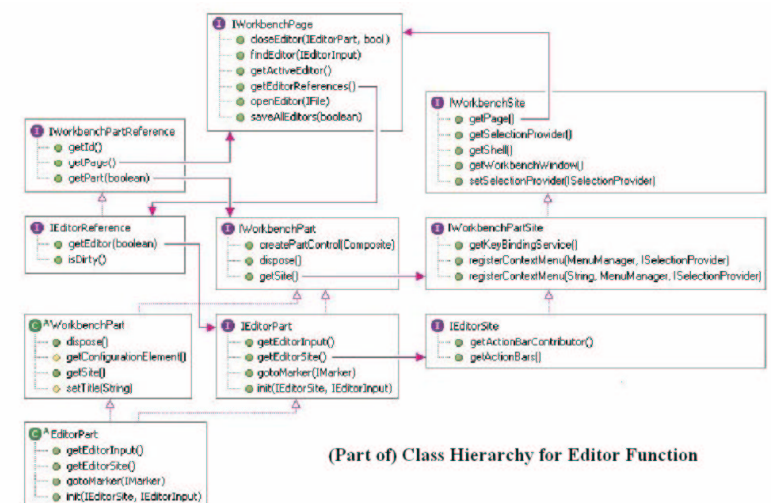 I IWorkbenchPage
closeEditor(IEditorPart, bool)
findEditor(IEditorInput)
getActiveEditor()
getEditorReferences()
openEditor(IFile)
saveAllEditors(boolean)
I IWorkbenchSite
getPage()
getSelectionProvider()
getShell()
getWorkbenchWindow()
setSelectionProvider(ISelectionProvider)
I IWorkbenchPartReference
getId()
getPage()
getPart(boolean)
I IEditorReference
getEditor(boolean)
isDirty()
I IWorkbenchPart
createPartControl(Composite)
dispose()
getSite()
I IWorkbenchPartSite
getKeyBindingService()
registerContextMenu(MenuManager, ISelectionProvider)
registerContextMenu(String, MenuManager, ISelectionProvider)
C A WorkbenchPart
dispose()
getConfigurationElement()
getSite()
setTitle(String)
I IEditorPart
getEditorInput()
getEditorSite()
gotoMarker(IMarker)
init(IEditorSite, IEditorInput)
I IEditorSite
getActionBarContributor()
getActionBars()
C A EditorPart
getEditorInput()
getEditorSite()
gotoMarker(IMarker)
init(IEditorSite, IEditorInput)
(Part of) Class Hierarchy for Editor Function